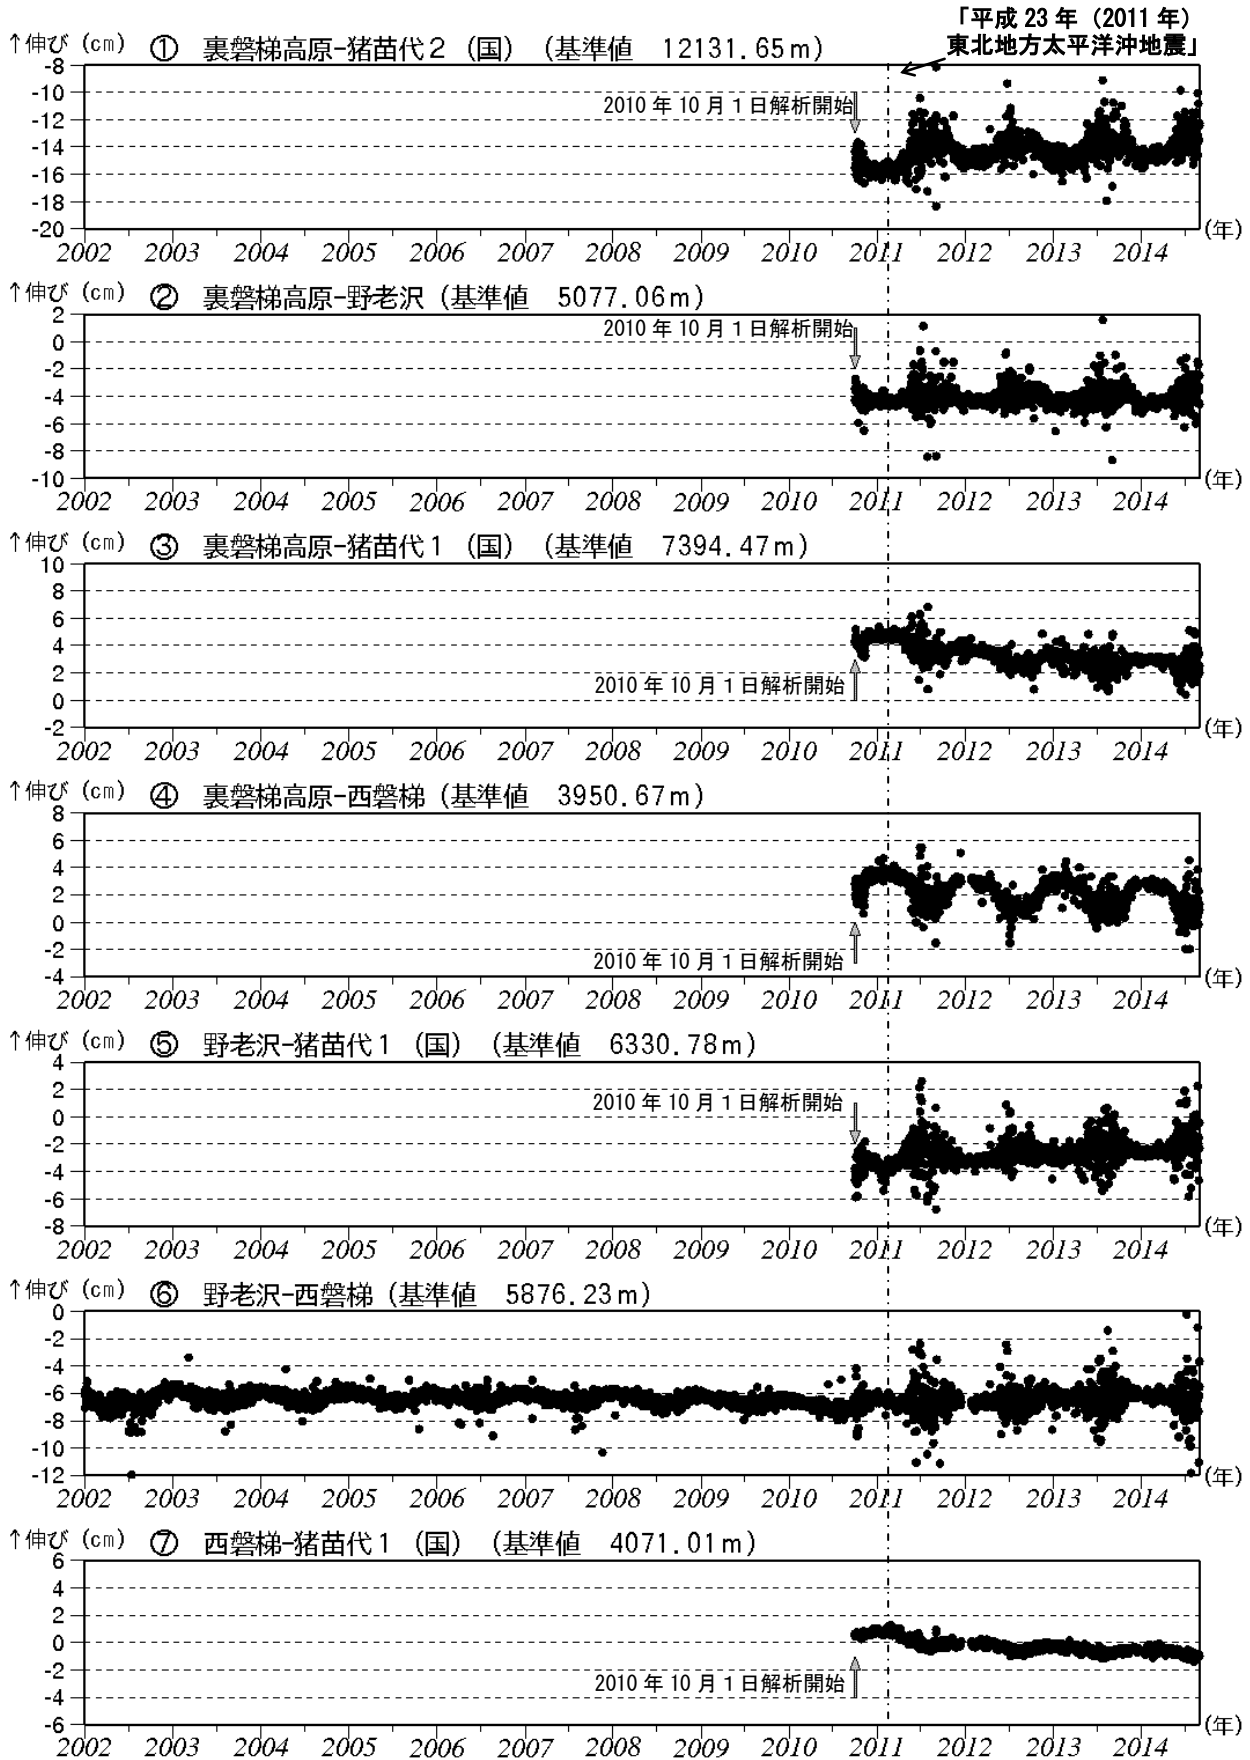 「平成 23 年（2011 年）
東北地方太平洋沖地震」
↑伸び (cm) ① 裏磐梯高原-猪苗代２（国）（基準値 12131.65m）
-8
-10
-12
-14
-16
-18
-20
2010 年 10 月 1 日解析開始
2002 2003 2004 2005 2006 2007 2008 2009 2010 2011 2012 2013 2014 (年)
↑伸び (cm) ② 裏磐梯高原-野老沢（基準値 5077.06m）
2
0
-2
-4
-6
-8
-10
2010 年 10 月 1 日解析開始
2002 2003 2004 2005 2006 2007 2008 2009 2010 2011 2012 2013 2014 (年)
↑伸び (cm) ③ 裏磐梯高原-猪苗代１（国）（基準値 7394.47m）
10
8
6
4
2
0
-2
2010 年 10 月 1 日解析開始
2002 2003 2004 2005 2006 2007 2008 2009 2010 2011 2012 2013 2014 (年)
↑伸び (cm) ④ 裏磐梯高原-西磐梯（基準値 3950.67m）
8
6
4
2
0
-2
-4
2010 年 10 月 1 日解析開始
2002 2003 2004 2005 2006 2007 2008 2009 2010 2011 2012 2013 2014 (年)
↑伸び (cm) ⑤ 野老沢-猪苗代１（国）（基準値 6330.78m）
4
2
0
-2
-4
-6
-8
2010 年 10 月 1 日解析開始
2002 2003 2004 2005 2006 2007 2008 2009 2010 2011 2012 2013 2014 (年)
↑伸び (cm) ⑥ 野老沢-西磐梯（基準値 5876.23m）
0
-2
-4
-6
-8
-10
-12
2002 2003 2004 2005 2006 2007 2008 2009 2010 2011 2012 2013 2014 (年)
↑伸び (cm) ⑦ 西磐梯-猪苗代１（国）（基準値 4071.01m）
6
4
2
0
-2
-4
-6
2010 年 10 月 1 日解析開始
2002 2003 2004 2005 2006 2007 2008 2009 2010 2011 2012 2013 2014 (年)